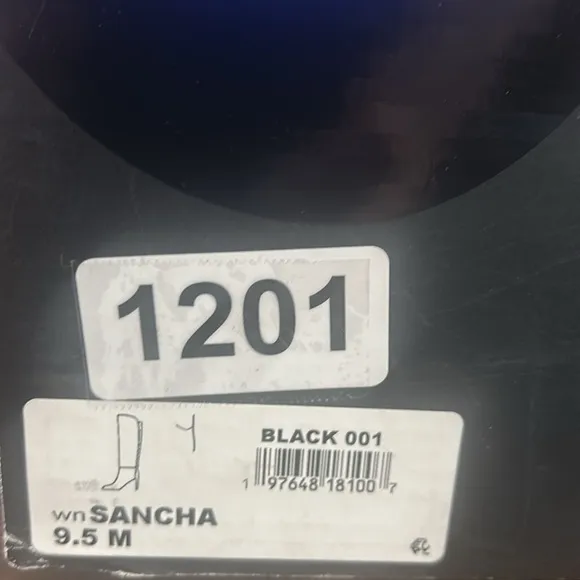 1201
Y
BLACK 001
1 97648 18100 7
wn SANCHA
9.5 M